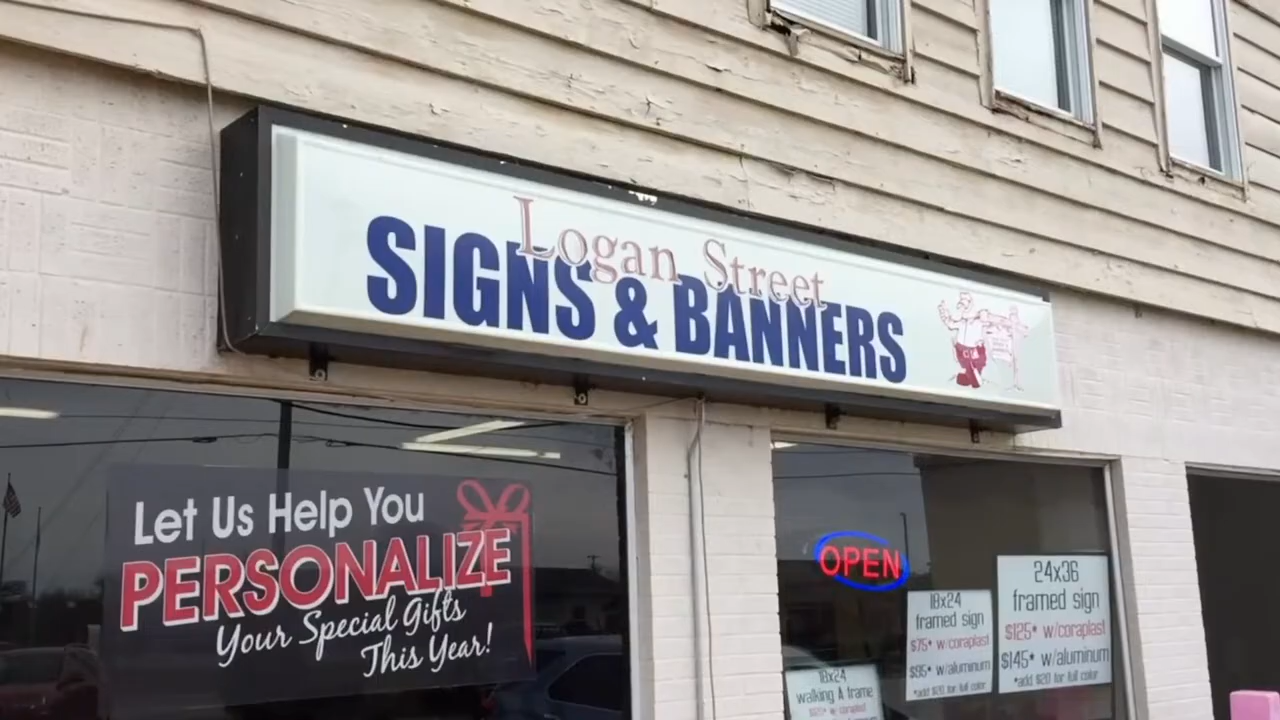 Logan Street
SIGNS & BANNERS
Let Us Help You
PERSONALIZE
Your Special Gifts
This Year!
OPEN
18x24
framed sign
$75* w/coraplast
$95* w/aluminum
*add $20 for full color
24x36
framed sign
$125* w/coraplast
$145* w/aluminum
*add $20 for full color
18x24
walking A frame
w/ coraplast